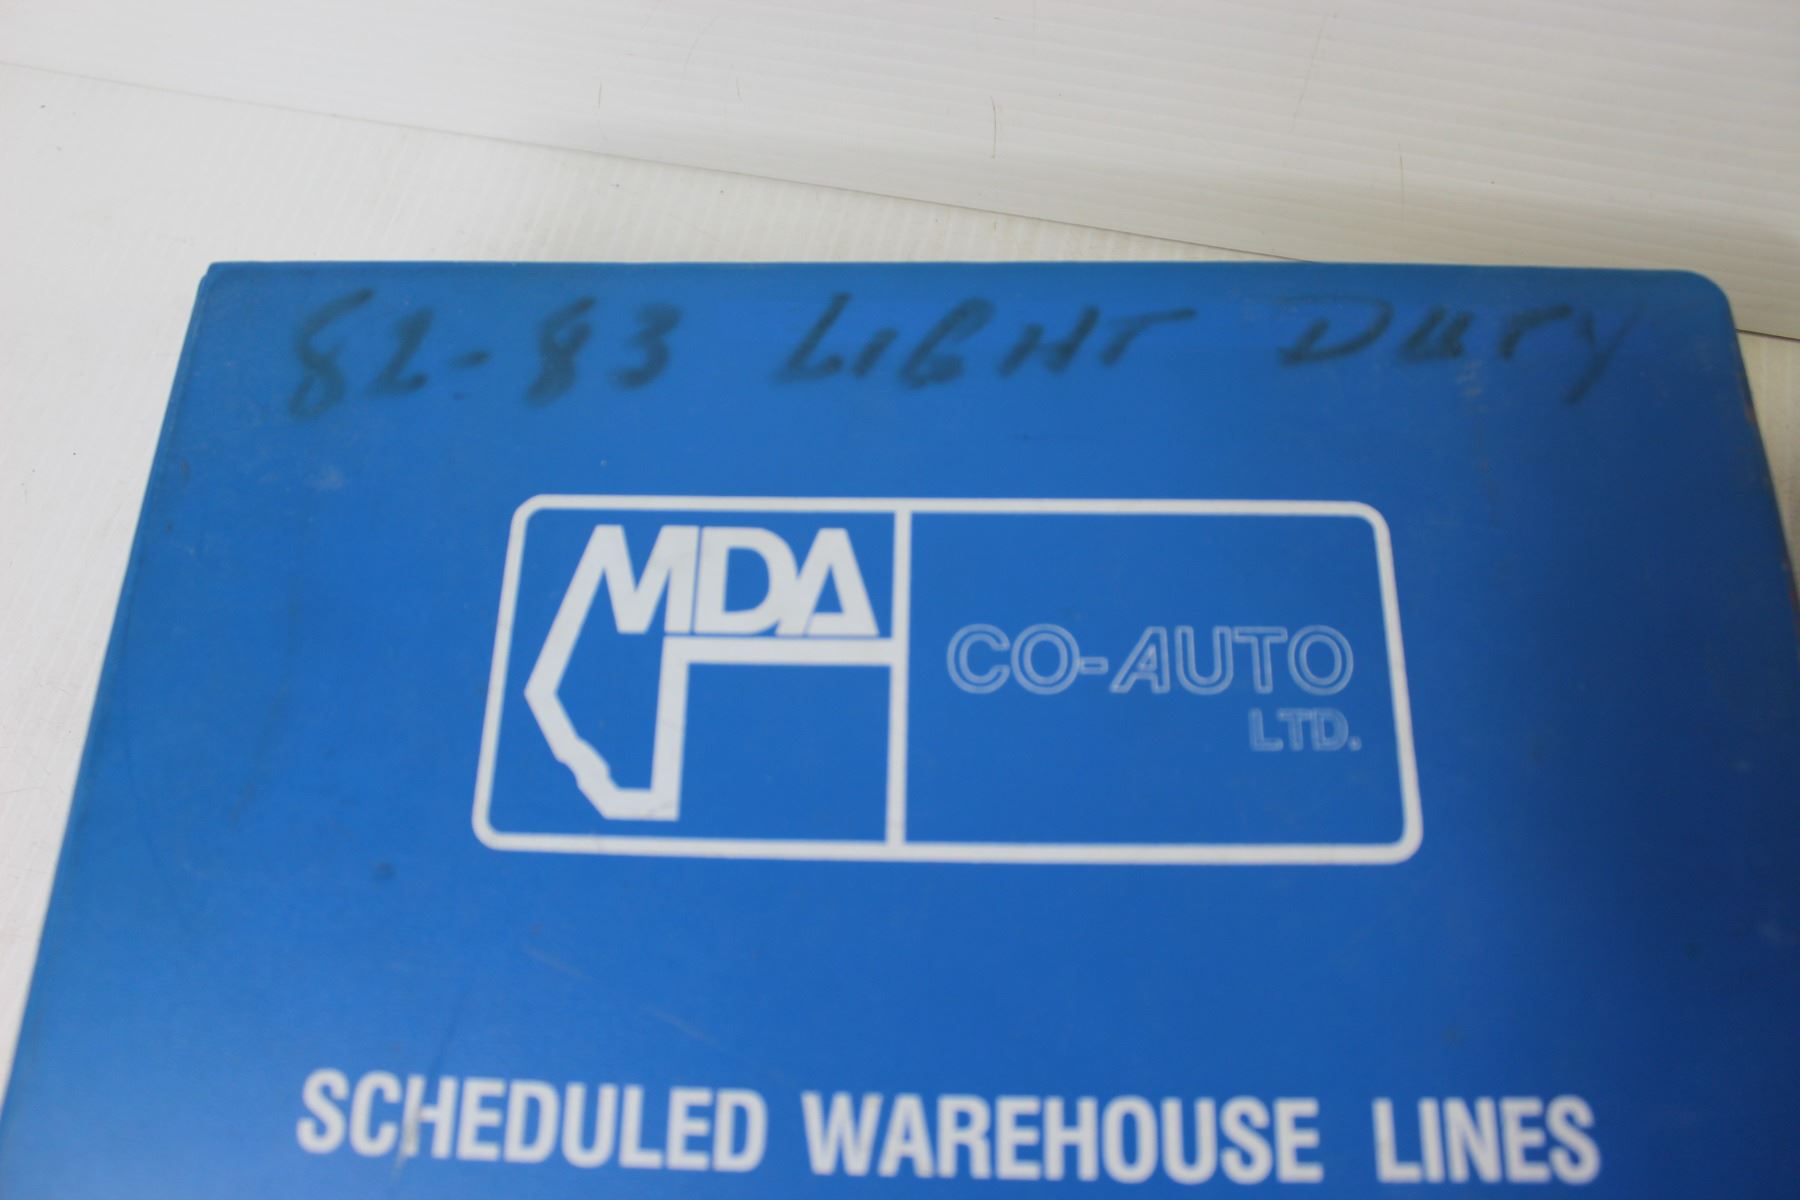 82-83 LIGHT DUTY
MDA
CO-AUTO
LTD.
SCHEDULED WAREHOUSE LINES